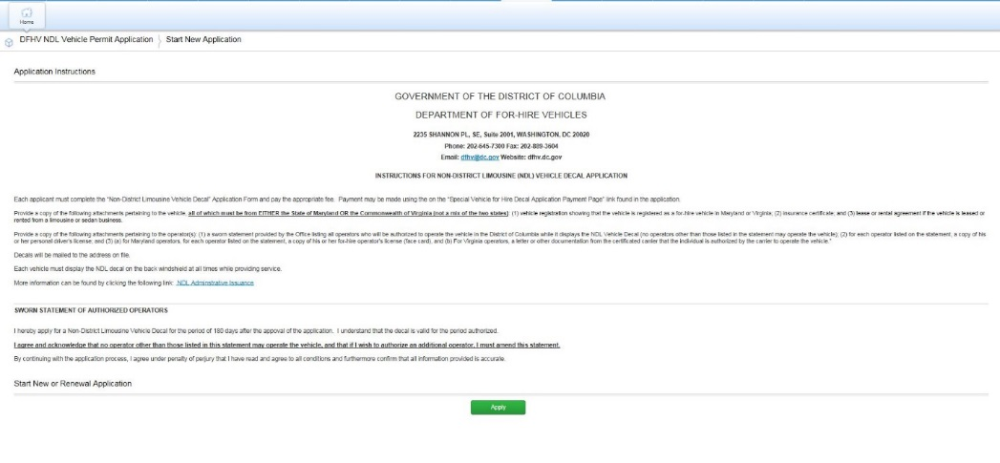 Home
DFHV NDL Vehicle Permit Application Start New Application
Application Instructions
GOVERNMENT OF THE DISTRICT OF COLUMBIA
DEPARTMENT OF FOR-HIRE VEHICLES
2235 SHANNON PL, SE, Suite 2001, WASHINGTON, DC 20020
Phone: 202-645-7300 Fax: 202-889-3604
Email: dfhv@dc.gov Website: dfhv.dc.gov
INSTRUCTIONS FOR NON-DISTRICT LIMOUSINE (NDL) VEHICLE DECAL APPLICATION
Each applicant must complete the "Non-District Limousine Vehicle Decal" Application Form and pay the appropriate fee. Payment may be made using the on the "Special Vehicle for Hire Decal Application Payment Page" link found in the application.
Provide a copy of the following attachments pertaining to the vehicle, all of which must be from EITHER the State of Maryland OR the Commonwealth of Virginia (not a mix of the two states): (1) vehicle registration showing that the vehicle is registered as a for-hire vehicle in Maryland or Virginia; (2) insurance certificate; and (3) lease or rental agreement if the vehicle is leased or
rented from a limousine or sedan business.
Provide a copy of the following attachments pertaining to the operator(s): (1) a sworn statement provided by the Office listing all operators who will be authorized to operate the vehicle in the District of Columbia while it displays the NDL Vehicle Decal (no operators other than those listed in the statement may operate the vehicle); (2) for each operator listed on the statement, a copy of his
or her personal driver's license; and (3) (a) for Maryland operators, for each operator listed on the statement, a copy of his or her for-hire operator's license (face card), and (b) For Virginia operators, a letter or other documentation from the certificated carrier that the individual is authorized by the carrier to operate the vehicle."
Decals will be mailed to the address on file.
Each vehicle must display the NDL decal on the back windshield at all times while providing service.
More information can be found by clicking the following link: NDL Adminstrative Issuance
SWORN STATEMENT OF AUTHORIZED OPERATORS
I hereby apply for a Non-District Limousine Vehicle Decal for the period of 180 days after the appoval of the application. I understand that the decal is valid for the period authorized.
I agree and acknowledge that no operator other than those listed in this statement may operate the vehicle, and that if I wish to authorize an additional operator, I must amend this statement.
By continuing with the application process, I agree under penalty of perjury that I have read and agree to all conditions and furthermore confirm that all information provided is accurate.
Start New or Renewal Application
Apply